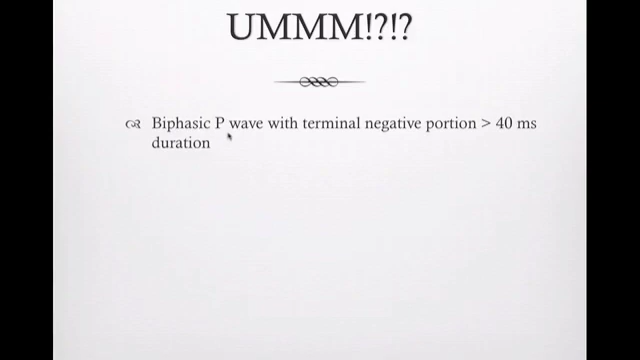 UMMM!?!?
Biphasic P wave with terminal negative portion > 40 ms
duration